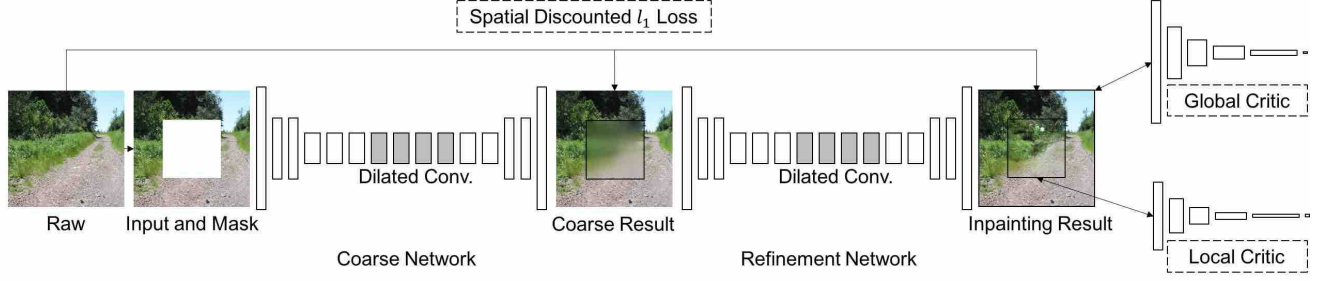 Spatial Discounted l₁ Loss
Global Critic
Dilated Conv.
Dilated Conv.
Raw
Input and Mask
Coarse Result
Inpainting Result
Coarse Network
Refinement Network
Local Critic